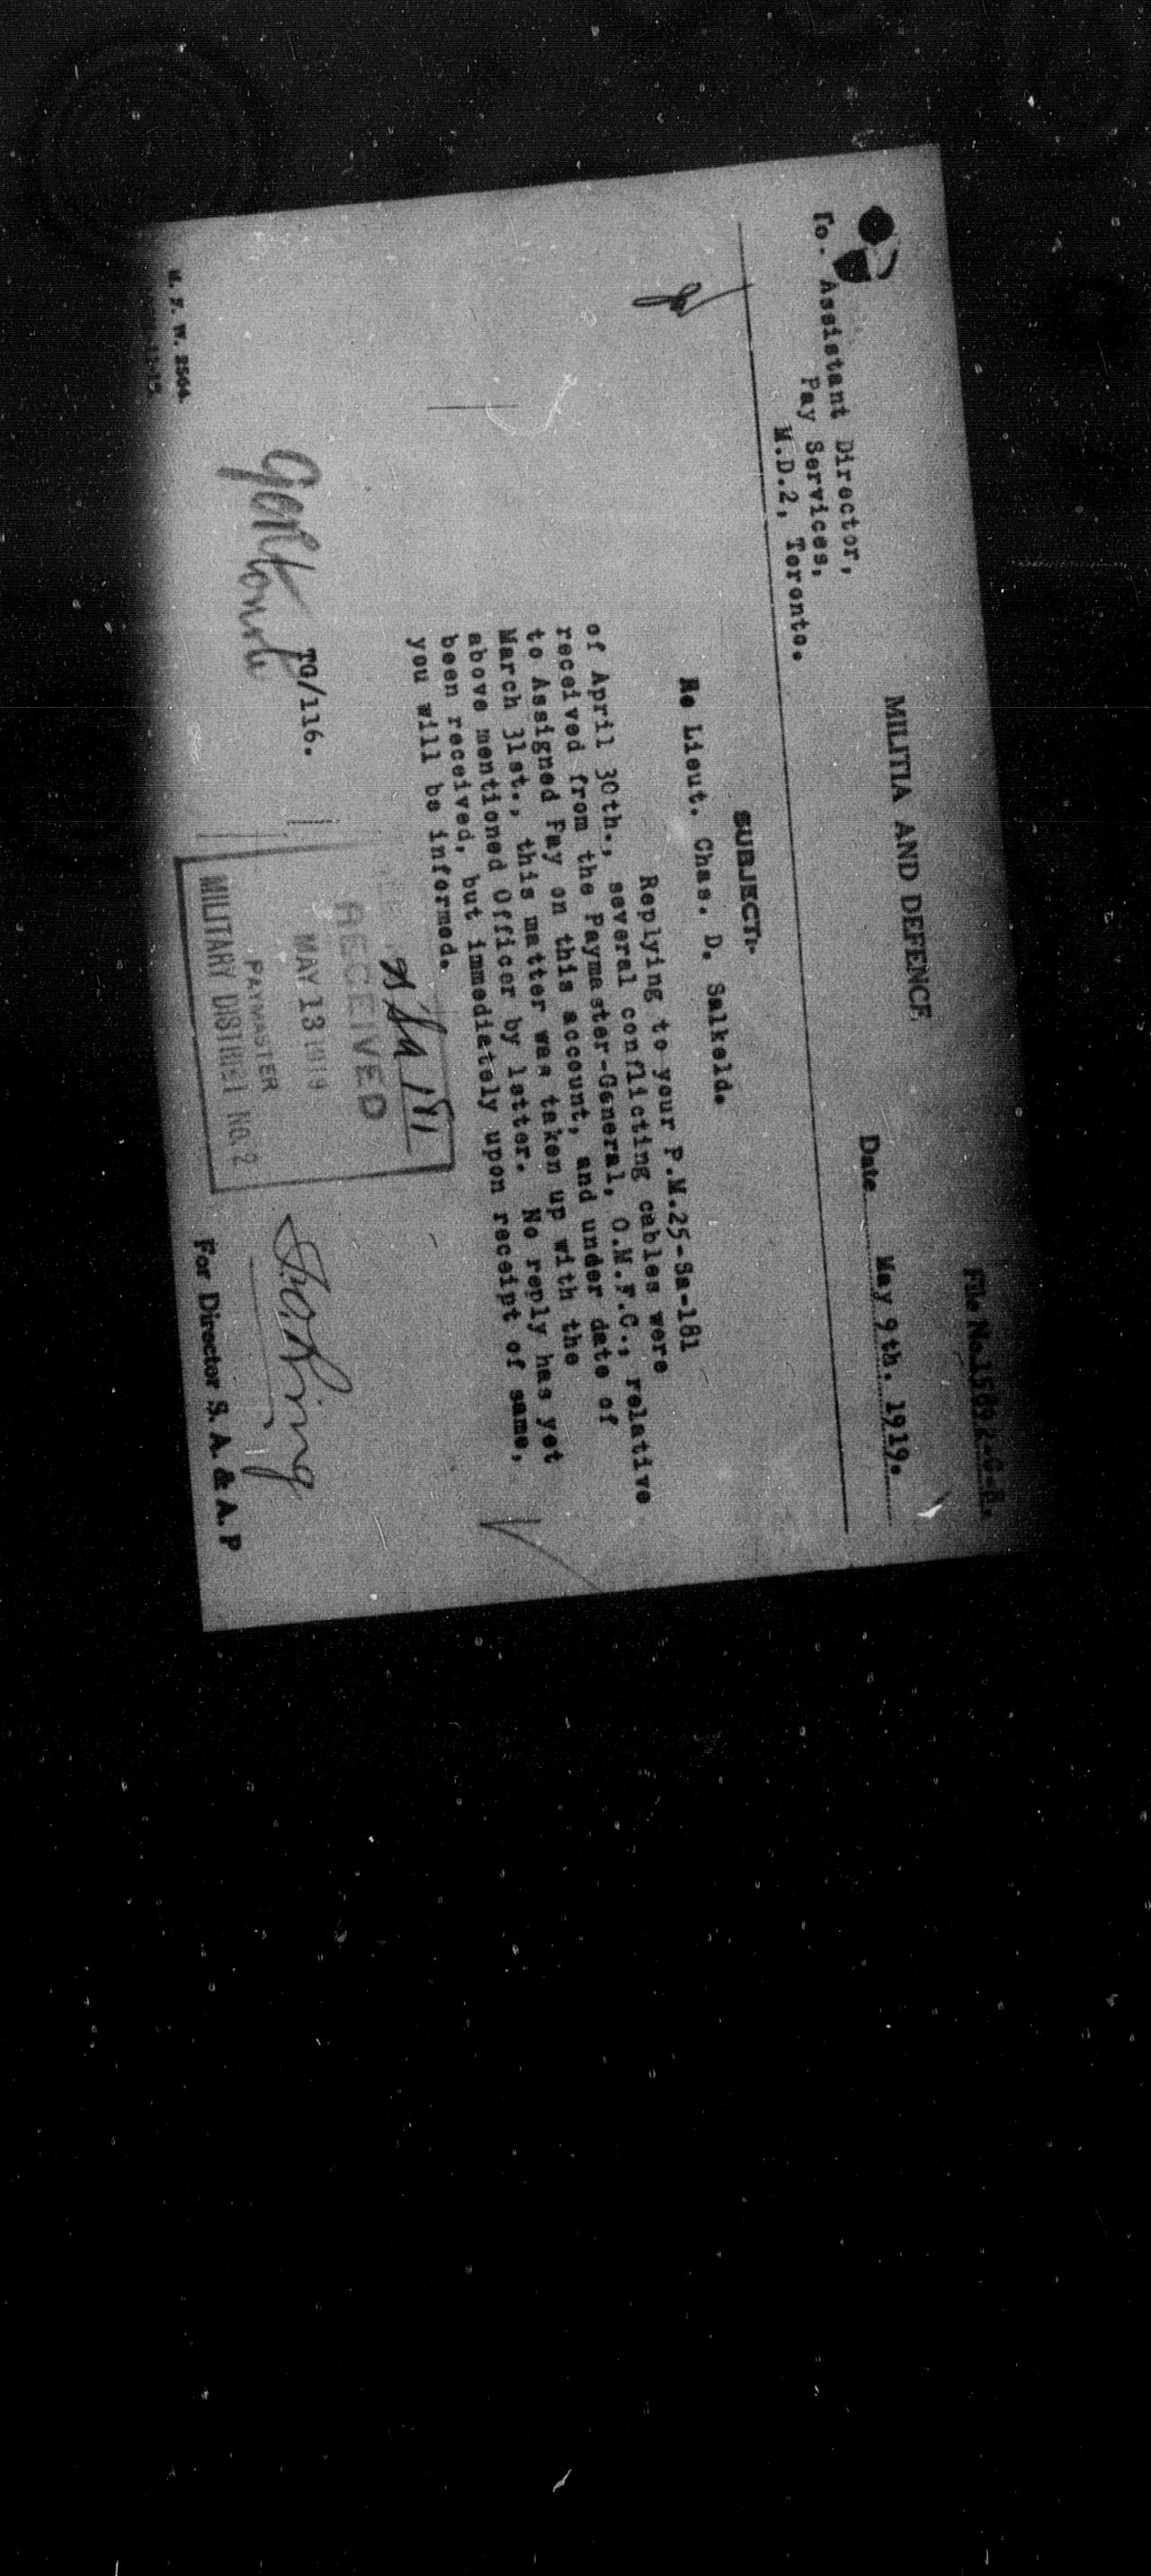 MILITIA AND DEFENCE
Date May 9th. 1919.
To. Assistant Director,
Pay Services,
M.D.2, Toronto.
SUBJECT:-
Re Lieut. Chas. D. Salkeld.
Replying to your P.M.25-Sa-181
of April 30th., several conflicting cables were
received from the Paymaster-General, O.M.F.C., relative
to Assigned Pay on this account, and under date of
March 31st., this matter was taken up with the
above mentioned Officer by letter. No reply has yet
been received, but immediately upon receipt of same,
you will be informed.
181
RECEIVED
MAY 13 1919
PAYMASTER
MILITARY DISTRICT NO. 2
TO/116.
For Director S. A. & A. P
M. F. W. 2564.